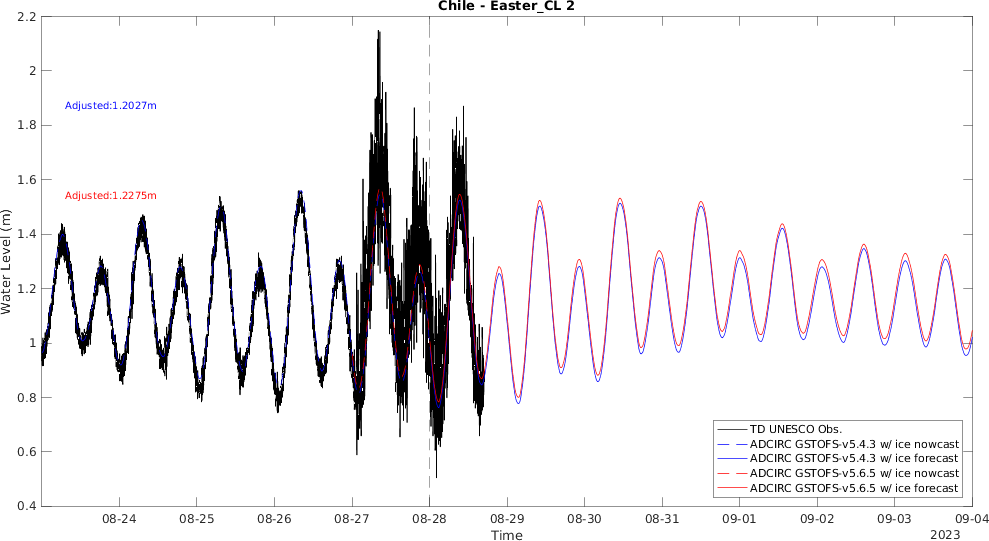 Chile - Easter_CL 2
2.2
2
1.8
1.6
1.4
1.2
1
0.8
0.6
0.4
Water Level (m)
Adjusted:1.2027m
Adjusted:1.2275m
TD UNESCO Obs.
ADCIRC GSTOFS-v5.4.3 w/ ice nowcast
ADCIRC GSTOFS-v5.4.3 w/ ice forecast
ADCIRC GSTOFS-v5.6.5 w/ ice nowcast
ADCIRC GSTOFS-v5.6.5 w/ ice forecast
08-24 08-25 08-26 08-27 08-28 08-29 08-30 08-31 09-01 09-02 09-03 09-04
Time
2023